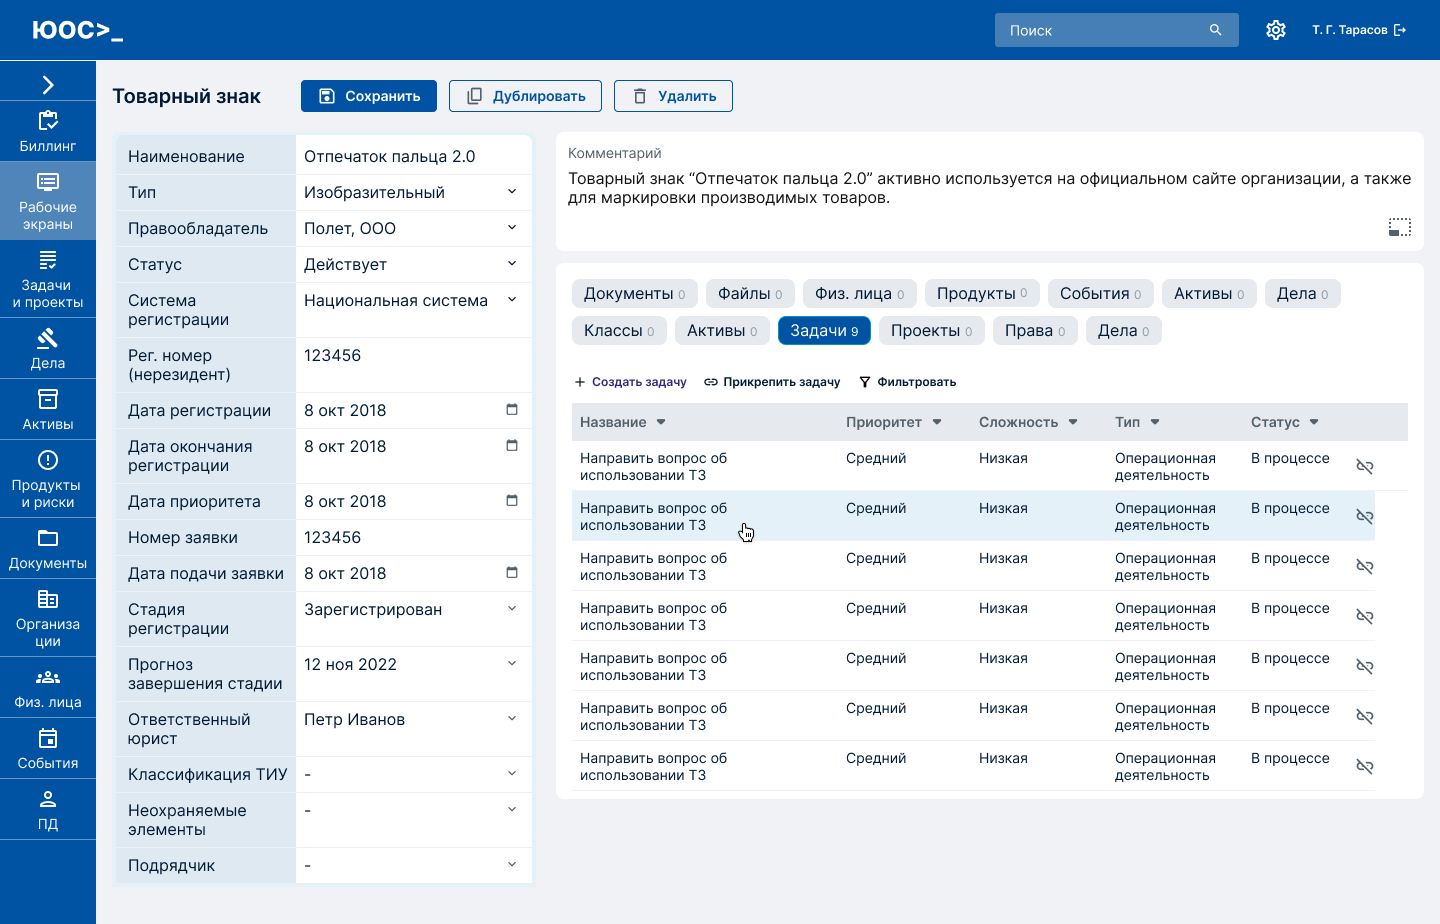 ЮОС>_
Поиск
Т. Г. Тарасов
Биллинг
Рабочие
экраны
Задачи
и проекты
Дела
Активы
Продукты
и риски
Документы
Организа
ции
Физ. лица
События
ПД
Товарный знак
Сохранить
Дублировать
Удалить
Наименование
Отпечаток пальца 2.0
Тип
Изобразительный
Правообладатель
Полет, ООО
Статус
Действует
Система
регистрации
Национальная система
Рег. номер
(нерезидент)
123456
Дата регистрации
8 окт 2018
Дата окончания
регистрации
8 окт 2018
Дата приоритета
8 окт 2018
Номер заявки
123456
Дата подачи заявки
8 окт 2018
Стадия
регистрации
Зарегистрирован
Прогноз
завершения стадии
12 ноя 2022
Ответственный
юрист
Петр Иванов
Классификация ТИУ
-
Неохраняемые
элементы
-
Подрядчик
-
Комментарий
Товарный знак “Отпечаток пальца 2.0” активно используется на официальном сайте организации, а также
для маркировки производимых товаров.
Документы 0 Файлы 0 Физ. лица 0 Продукты 0 События 0 Активы 0 Дела 0
Классы 0 Активы 0 Задачи 9 Проекты 0 Права 0 Дела 0
Создать задачу Прикрепить задачу Фильтровать
Название Приоритет Сложность Тип Статус
Направить вопрос об Средний Низкая Операционная В процессе
использовании ТЗ деятельность
Направить вопрос об Средний Низкая Операционная В процессе
использовании ТЗ деятельность
Направить вопрос об Средний Низкая Операционная В процессе
использовании ТЗ деятельность
Направить вопрос об Средний Низкая Операционная В процессе
использовании ТЗ деятельность
Направить вопрос об Средний Низкая Операционная В процессе
использовании ТЗ деятельность
Направить вопрос об Средний Низкая Операционная В процессе
использовании ТЗ деятельность
Направить вопрос об Средний Низкая Операционная В процессе
использовании ТЗ деятельность